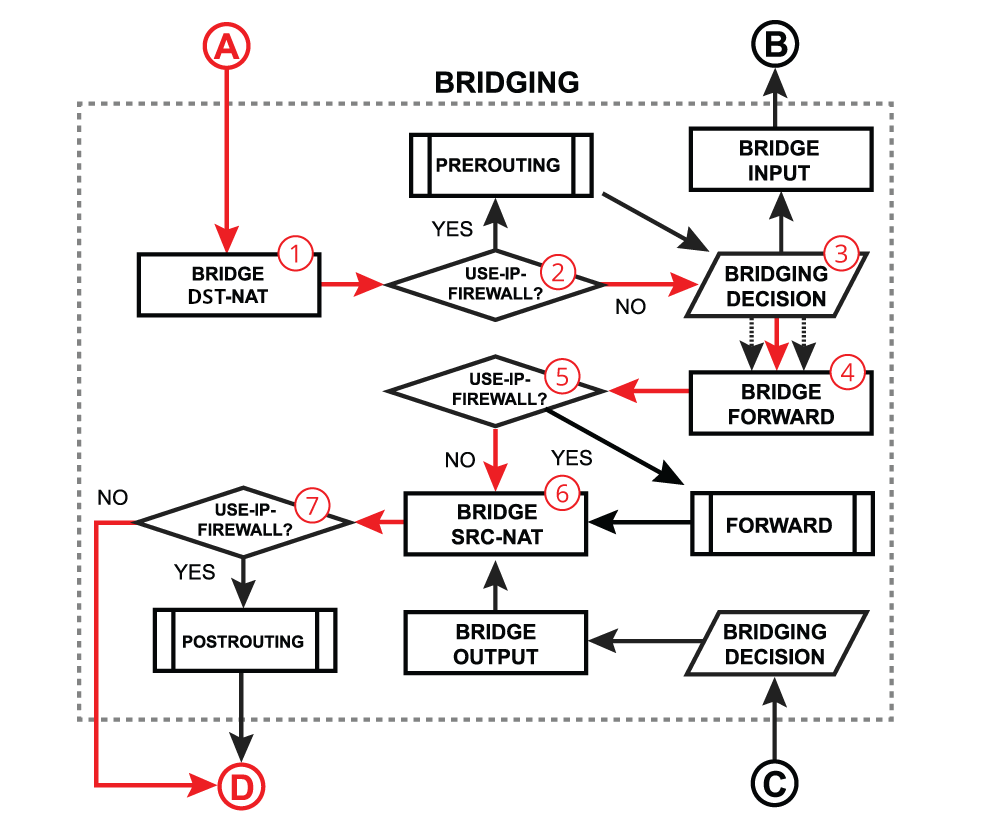 A
B
BRIDGING
PREROUTING
BRIDGE
INPUT
YES
1
BRIDGE
DST-NAT
USE-IP-
FIREWALL?
2
NO
3
BRIDGING
DECISION
USE-IP-
FIREWALL?
5
4
BRIDGE
FORWARD
NO
YES
NO
USE-IP-
FIREWALL?
7
6
BRIDGE
SRC-NAT
FORWARD
YES
POSTROUTING
BRIDGE
OUTPUT
BRIDGING
DECISION
D
C